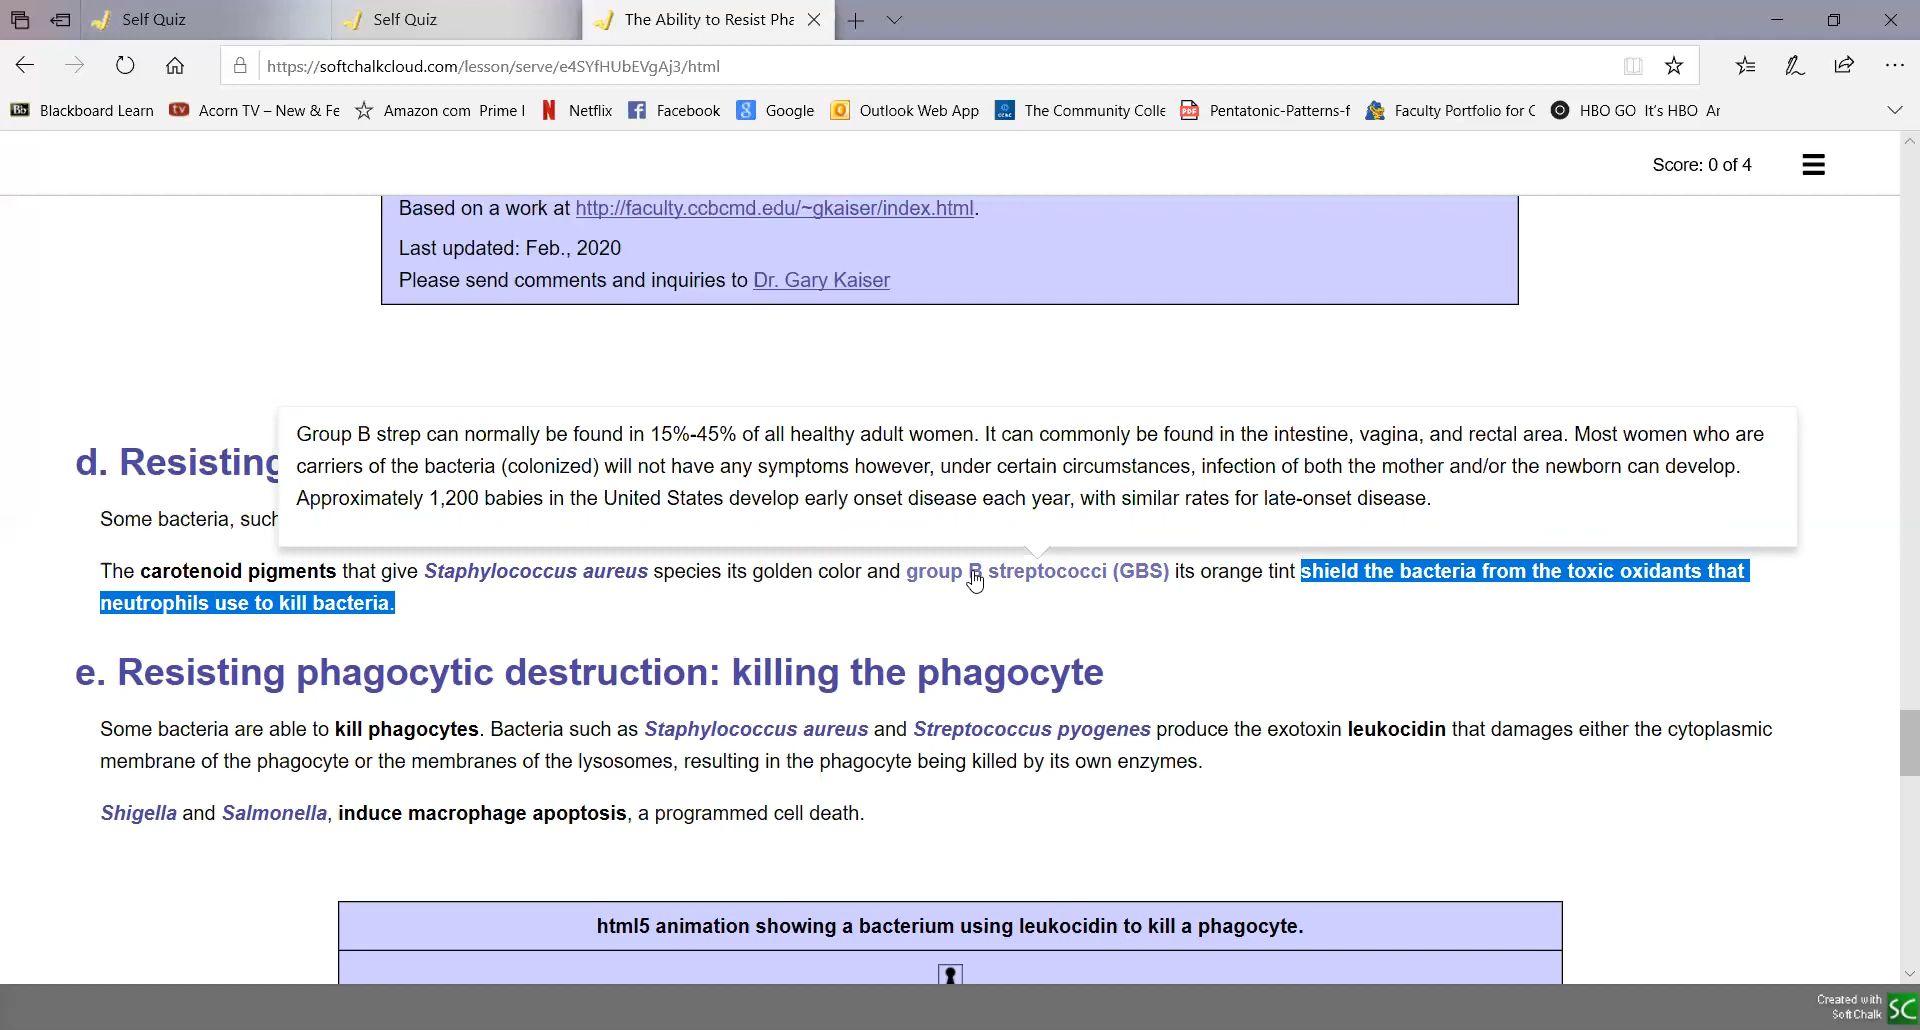 Self Quiz
Self Quiz
The Ability to Resist Pha
https://softchalkcloud.com/lesson/serve/e4SYfHUbEVgAj3/html
Bb Blackboard Learn
tv Acorn TV – New & Fe
Amazon com Prime I
N Netflix
f Facebook
8 Google
Outlook Web App
The Community Colle
PDF Pentatonic-Patterns-f
Faculty Portfolio for C
HBO GO It's HBO Ar
Score: 0 of 4
Based on a work at http://faculty.ccbcmd.edu/~gkaiser/index.html.
Last updated: Feb., 2020
Please send comments and inquiries to Dr. Gary Kaiser
Group B strep can normally be found in 15%-45% of all healthy adult women. It can commonly be found in the intestine, vagina, and rectal area. Most women who are
carriers of the bacteria (colonized) will not have any symptoms however, under certain circumstances, infection of both the mother and/or the newborn can develop.
Approximately 1,200 babies in the United States develop early onset disease each year, with similar rates for late-onset disease.
d. Resisting
Some bacteria, such
The carotenoid pigments that give Staphylococcus aureus species its golden color and group B streptococci (GBS) its orange tint shield the bacteria from the toxic oxidants that
neutrophils use to kill bacteria.
e. Resisting phagocytic destruction: killing the phagocyte
Some bacteria are able to kill phagocytes. Bacteria such as Staphylococcus aureus and Streptococcus pyogenes produce the exotoxin leukocidin that damages either the cytoplasmic
membrane of the phagocyte or the membranes of the lysosomes, resulting in the phagocyte being killed by its own enzymes.
Shigella and Salmonella, induce macrophage apoptosis, a programmed cell death.
html5 animation showing a bacterium using leukocidin to kill a phagocyte.
Created with
SoftChalk
SC